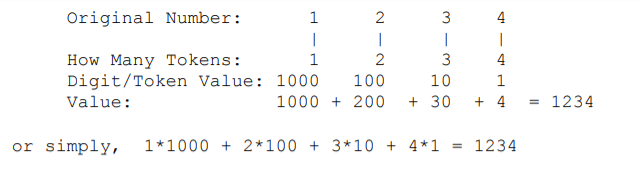 Original Number: 1 2 3 4
| | | |
How Many Tokens: 1 2 3 4
Digit/Token Value: 1000 100 10 1
Value: 1000 + 200 + 30 + 4 = 1234
or simply, 1*1000 + 2*100 + 3*10 + 4*1 = 1234